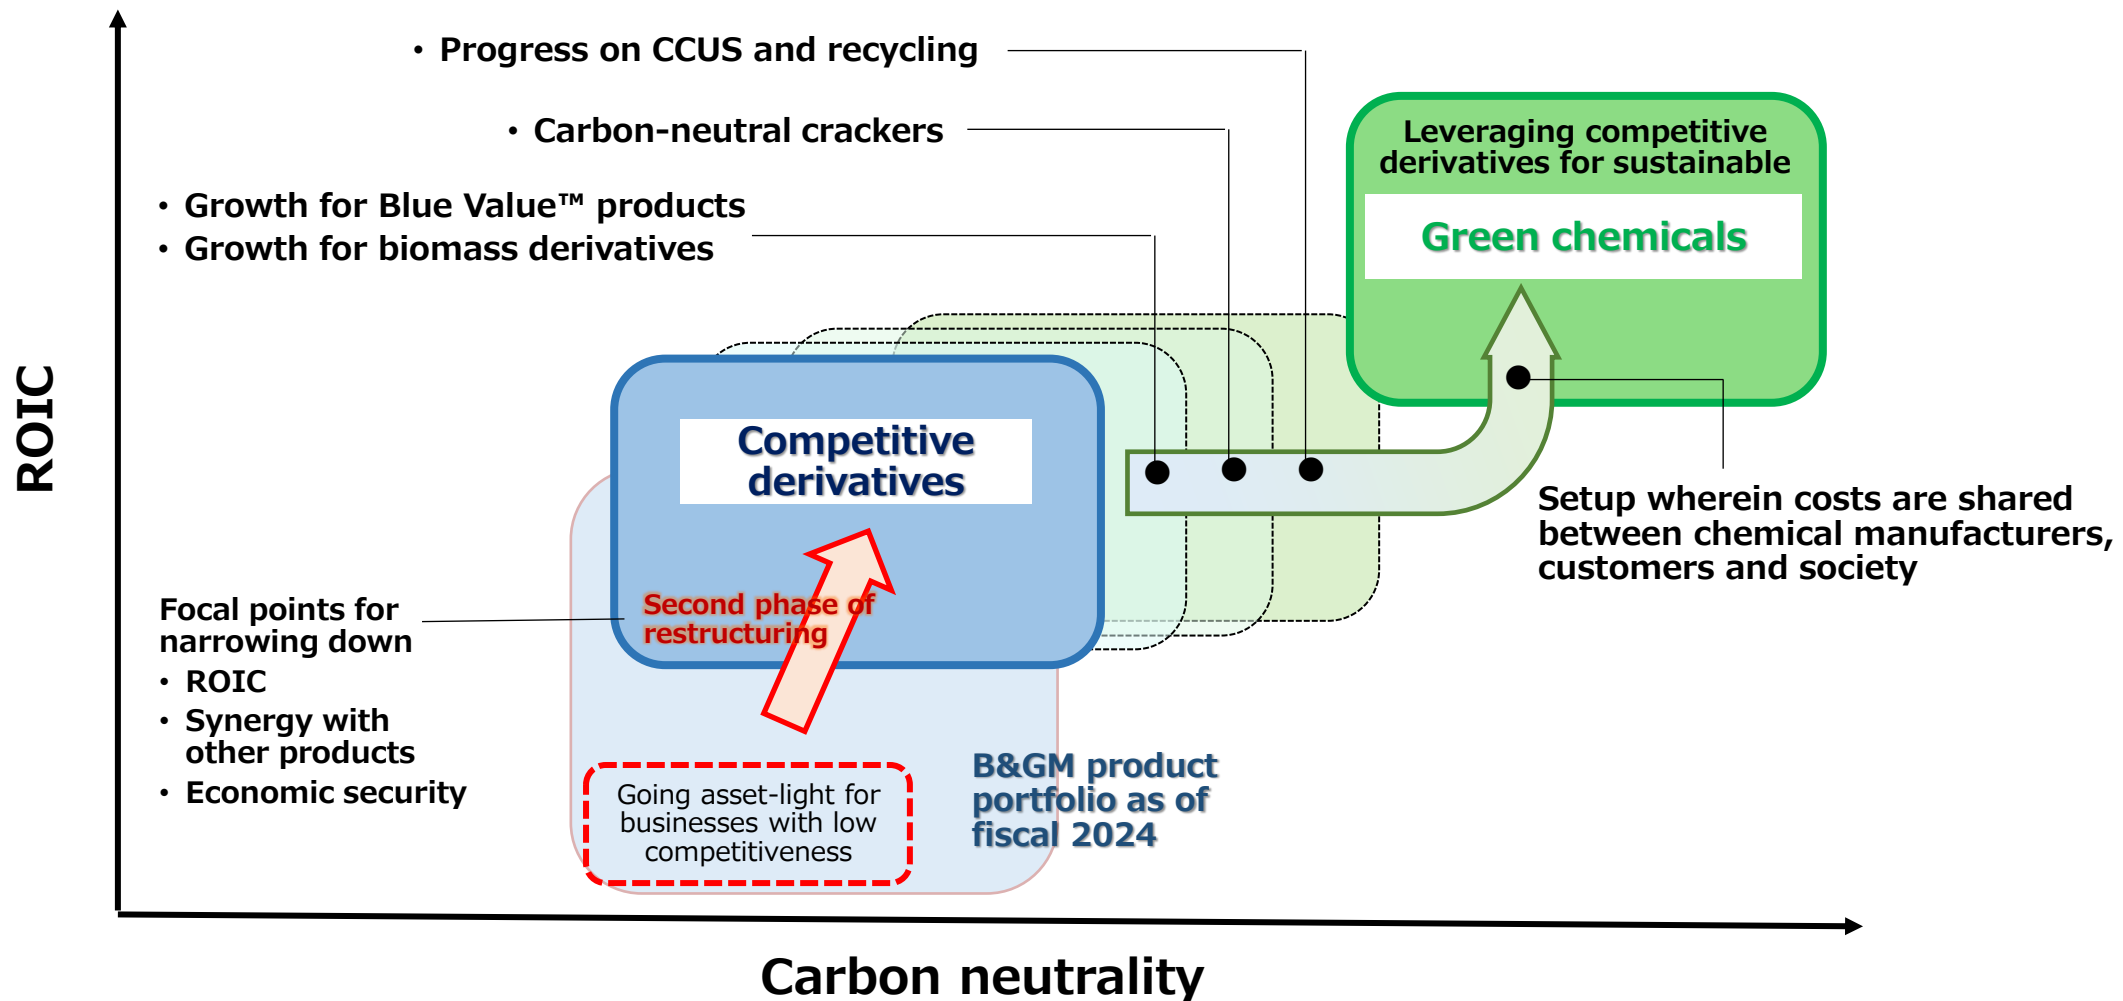 • Progress on CCUS and recycling
• Carbon-neutral crackers
• Growth for Blue Value™ products
• Growth for biomass derivatives
Leveraging competitive
derivatives for sustainable
Green chemicals
ROIC
Competitive
derivatives
Setup wherein costs are shared
between chemical manufacturers,
customers and society
Second phase of
restructuring
Focal points for
narrowing down
• ROIC
• Synergy with
other products
• Economic security
Going asset-light for
businesses with low
competitiveness
B&GM product
portfolio as of
fiscal 2024
Carbon neutrality